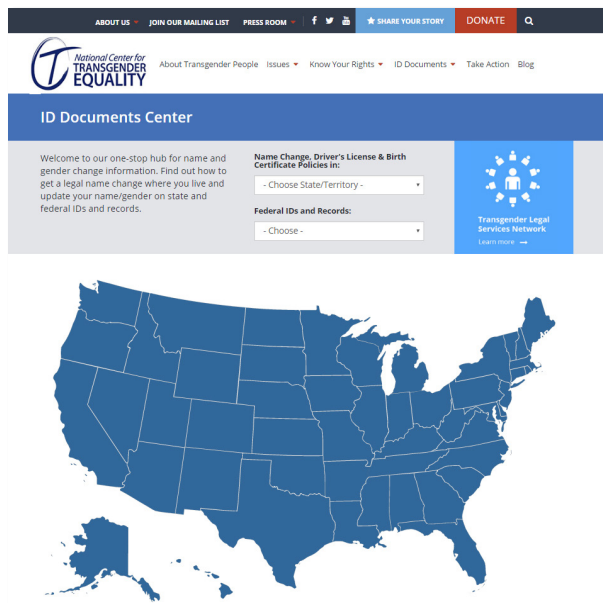 ABOUT US JOIN OUR MAILING LIST PRESS ROOM SHARE YOUR STORY DONATE
National Center for
TRANSGENDER
EQUALITY
About Transgender People Issues Know Your Rights ID Documents Take Action Blog
ID Documents Center
Welcome to our one-stop hub for name and
gender change information. Find out how to
get a legal name change where you live and
update your name/gender on state and
federal IDs and records.
Name Change, Driver's License & Birth
Certificate Policies in:
- Choose State/Territory -
Federal IDs and Records:
- Choose -
Transgender Legal
Services Network
Learn more →